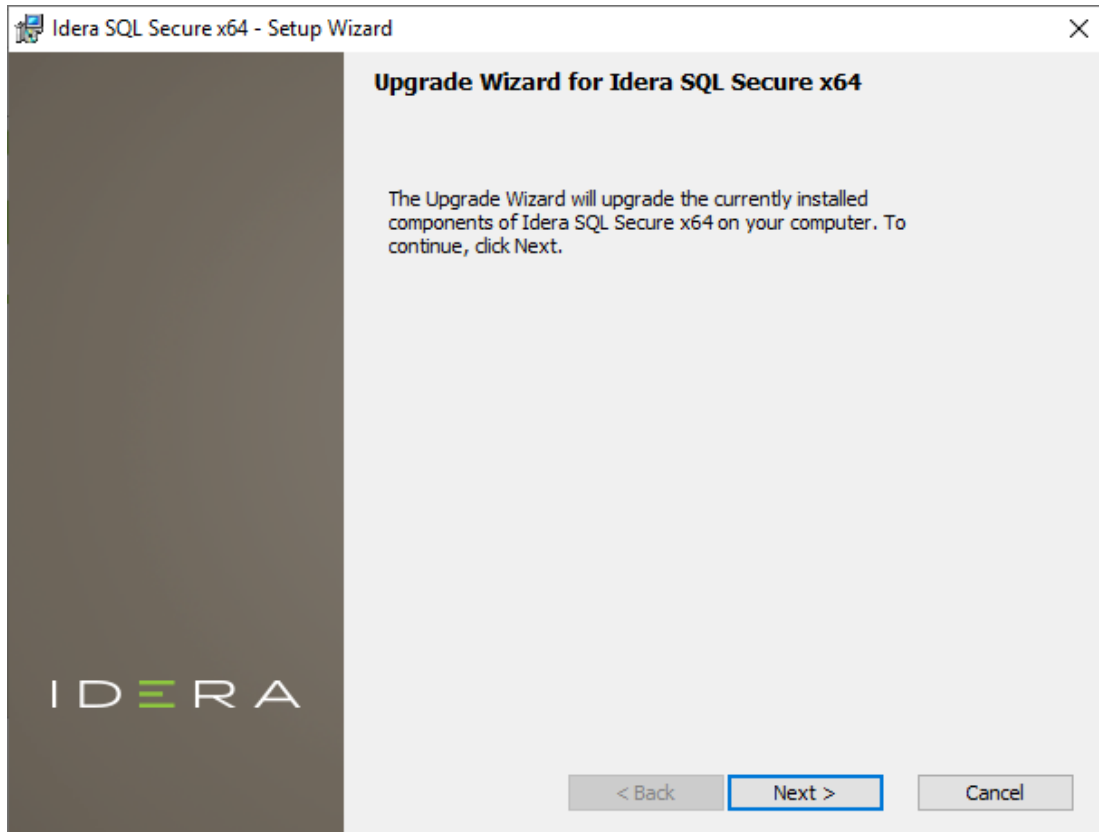 Idera SQL Secure x64 - Setup Wizard
Upgrade Wizard for Idera SQL Secure x64
The Upgrade Wizard will upgrade the currently installed
components of Idera SQL Secure x64 on your computer. To
continue, click Next.
IDERA
< Back
Next >
Cancel